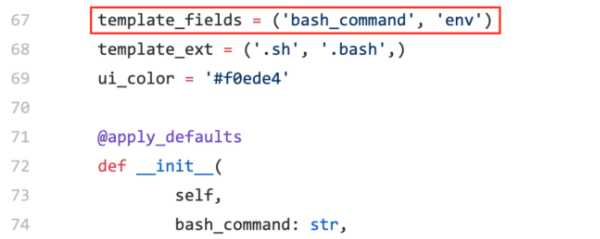 67 template_fields = ('bash_command', 'env')
68 template_ext = ('.sh', '.bash',)
69 ui_color = '#f0ede4'
70
71 @apply_defaults
72 def __init__(
73 self,
74 bash_command: str,